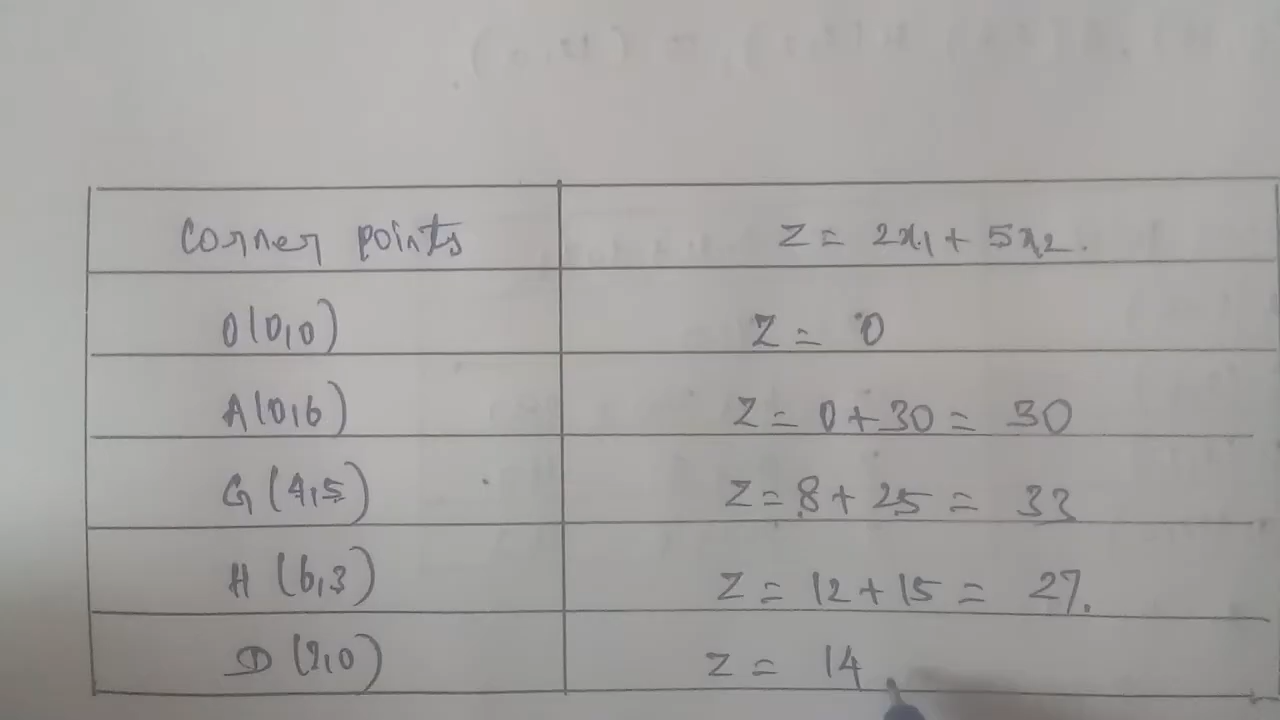 Corner points Z = 2x1 + 5x2.
O(0,0) Z = 0
A(0,6) Z = 0 + 30 = 30
G(4,5) Z = 8 + 25 = 33
H(6,3) Z = 12 + 15 = 27.
D(7,0) Z = 14